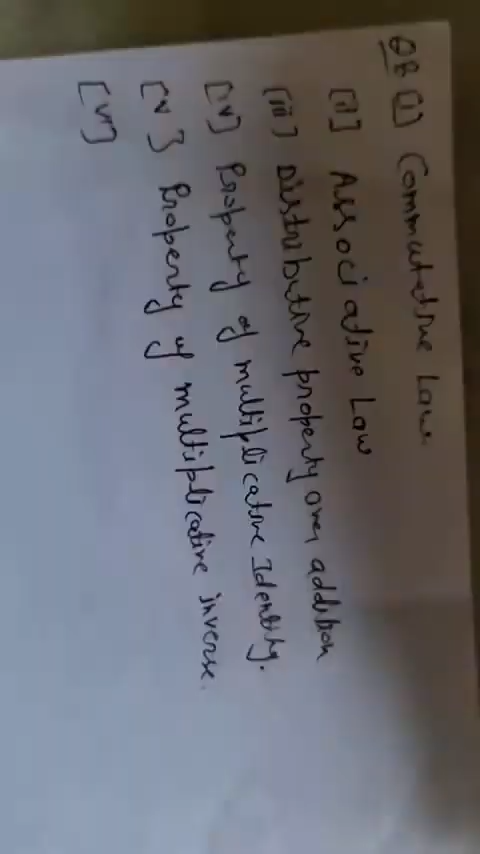 Q8 (i) Commutative Law
[ii] Associative Law
[iii] Distributive property over addition
[iv] Property of multiplicative Identity.
[v] Property of multiplicative inverse.
[vi]